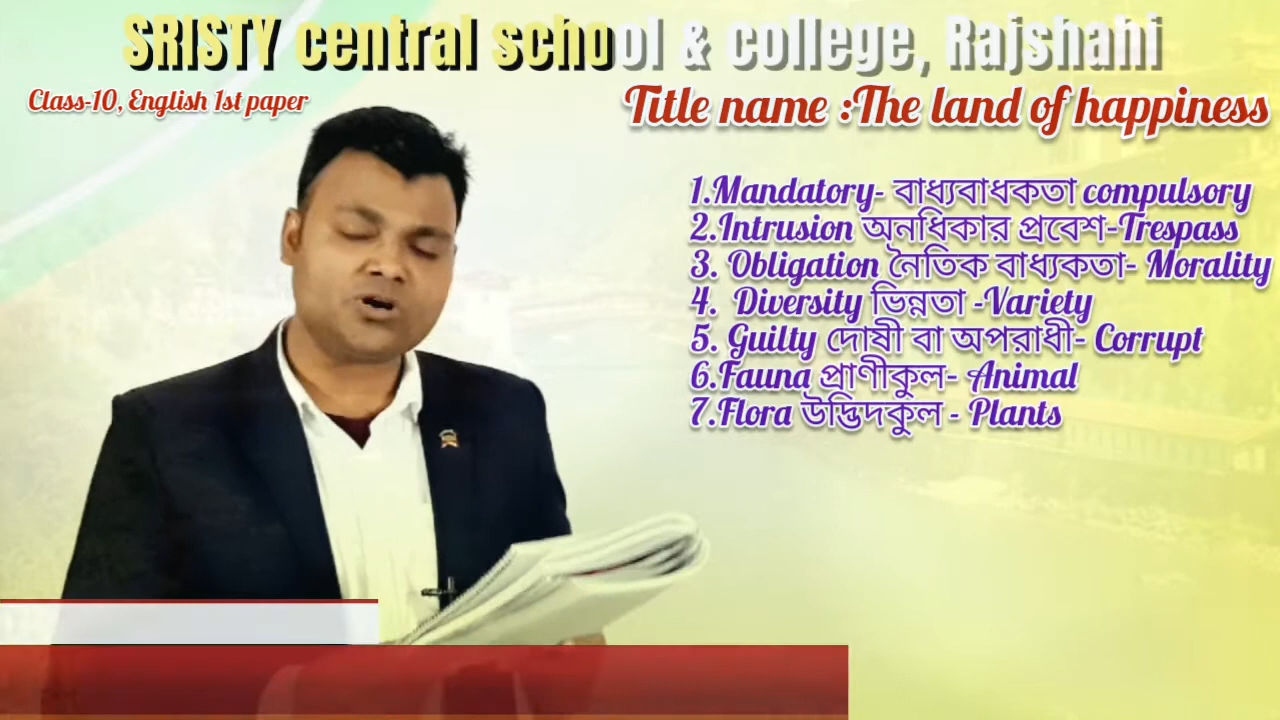 SRISTY central school & college, Rajshahi
Class-10, English 1st paper
Title name :The land of happiness
1.Mandatory- বাধ্যবাধকতা compulsory
2.Intrusion অনধিকার প্রবেশ-Trespass
3. Obligation নৈতিক বাধ্যকতা- Morality
4. Diversity ভিন্নতা -Variety
5. Guilty দোষী বা অপরাধী- Corrupt
6.Fauna প্রাণীকুল- Animal
7.Flora উদ্ভিদকুল - Plants